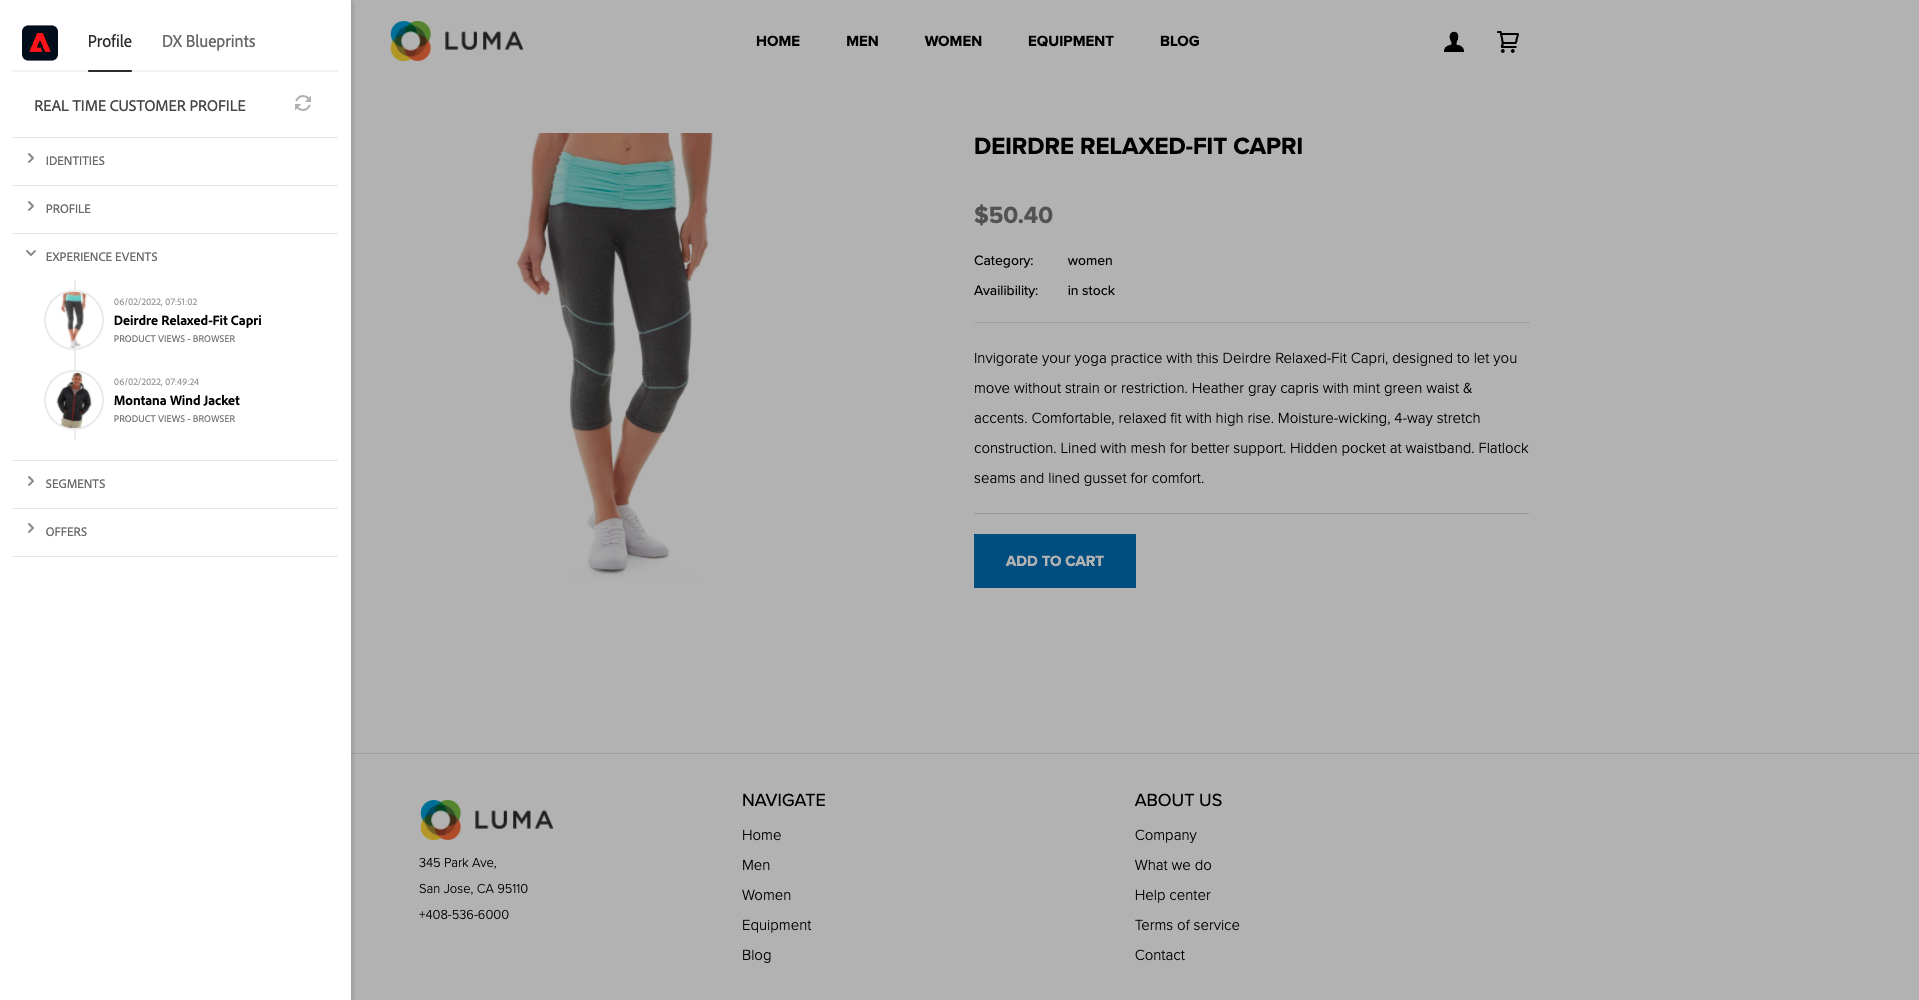 Profile
DX Blueprints
REAL TIME CUSTOMER PROFILE
IDENTITIES
PROFILE
EXPERIENCE EVENTS
06/02/2022, 07:51:02
Deirdre Relaxed-Fit Capri
PRODUCT VIEWS - BROWSER
06/02/2022, 07:49:24
Montana Wind Jacket
PRODUCT VIEWS - BROWSER
SEGMENTS
OFFERS
LUMA
HOME
MEN
WOMEN
EQUIPMENT
BLOG
DEIRDRE RELAXED-FIT CAPRI
$50.40
Category: women
Availibility: in stock
Invigorate your yoga practice with this Deirdre Relaxed-Fit Capri, designed to let you
move without strain or restriction. Heather gray capris with mint green waist &
accents. Comfortable, relaxed fit with high rise. Moisture-wicking, 4-way stretch
construction. Lined with mesh for better support. Hidden pocket at waistband. Flatlock
seams and lined gusset for comfort.
ADD TO CART
LUMA
345 Park Ave,
San Jose, CA 95110
+408-536-6000
NAVIGATE
Home
Men
Women
Equipment
Blog
ABOUT US
Company
What we do
Help center
Terms of service
Contact